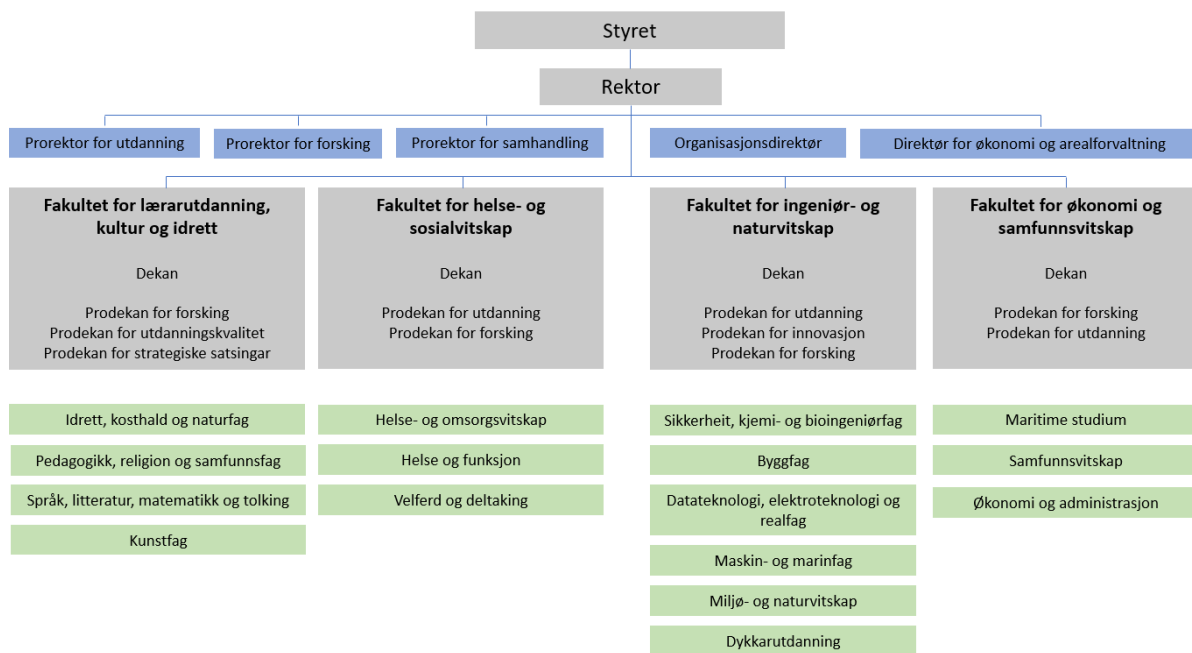 Styret
Rektor
Prorektor for utdanning
Prorektor for forsking
Prorektor for samhandling
Organisasjonsdirektør
Direktør for økonomi og arealforvaltning
Fakultet for lærarutdanning,
kultur og idrett
Dekan
Prodekan for forsking
Prodekan for utdanningskvalitet
Prodekan for strategiske satsingar
Idrett, kosthald og naturfag
Pedagogikk, religion og samfunnsfag
Språk, litteratur, matematikk og tolking
Kunstfag
Fakultet for helse- og
sosialvitskap
Dekan
Prodekan for utdanning
Prodekan for forsking
Helse- og omsorgsvitskap
Helse og funksjon
Velferd og deltaking
Fakultet for ingeniør- og
naturvitskap
Dekan
Prodekan for utdanning
Prodekan for innovasjon
Prodekan for forsking
Sikkerheit, kjemi- og bioingeniørfag
Byggfag
Datateknologi, elektroteknologi og
realfag
Maskin- og marinfag
Miljø- og naturvitskap
Dykkarutdanning
Fakultet for økonomi og
samfunnsvitskap
Dekan
Prodekan for forsking
Prodekan for utdanning
Maritime studium
Samfunnsvitskap
Økonomi og administrasjon